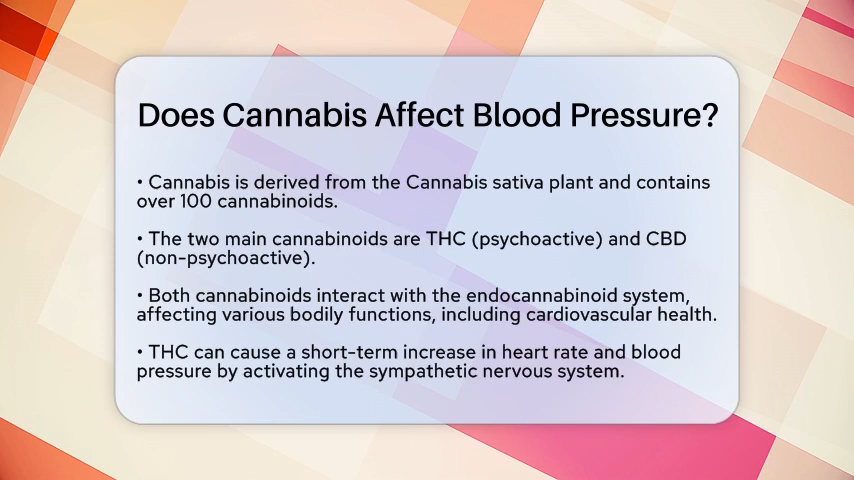 Does Cannabis Affect Blood Pressure?
• Cannabis is derived from the Cannabis sativa plant and contains
over 100 cannabinoids.
• The two main cannabinoids are THC (psychoactive) and CBD
(non-psychoactive).
• Both cannabinoids interact with the endocannabinoid system,
affecting various bodily functions, including cardiovascular health.
• THC can cause a short-term increase in heart rate and blood
pressure by activating the sympathetic nervous system.